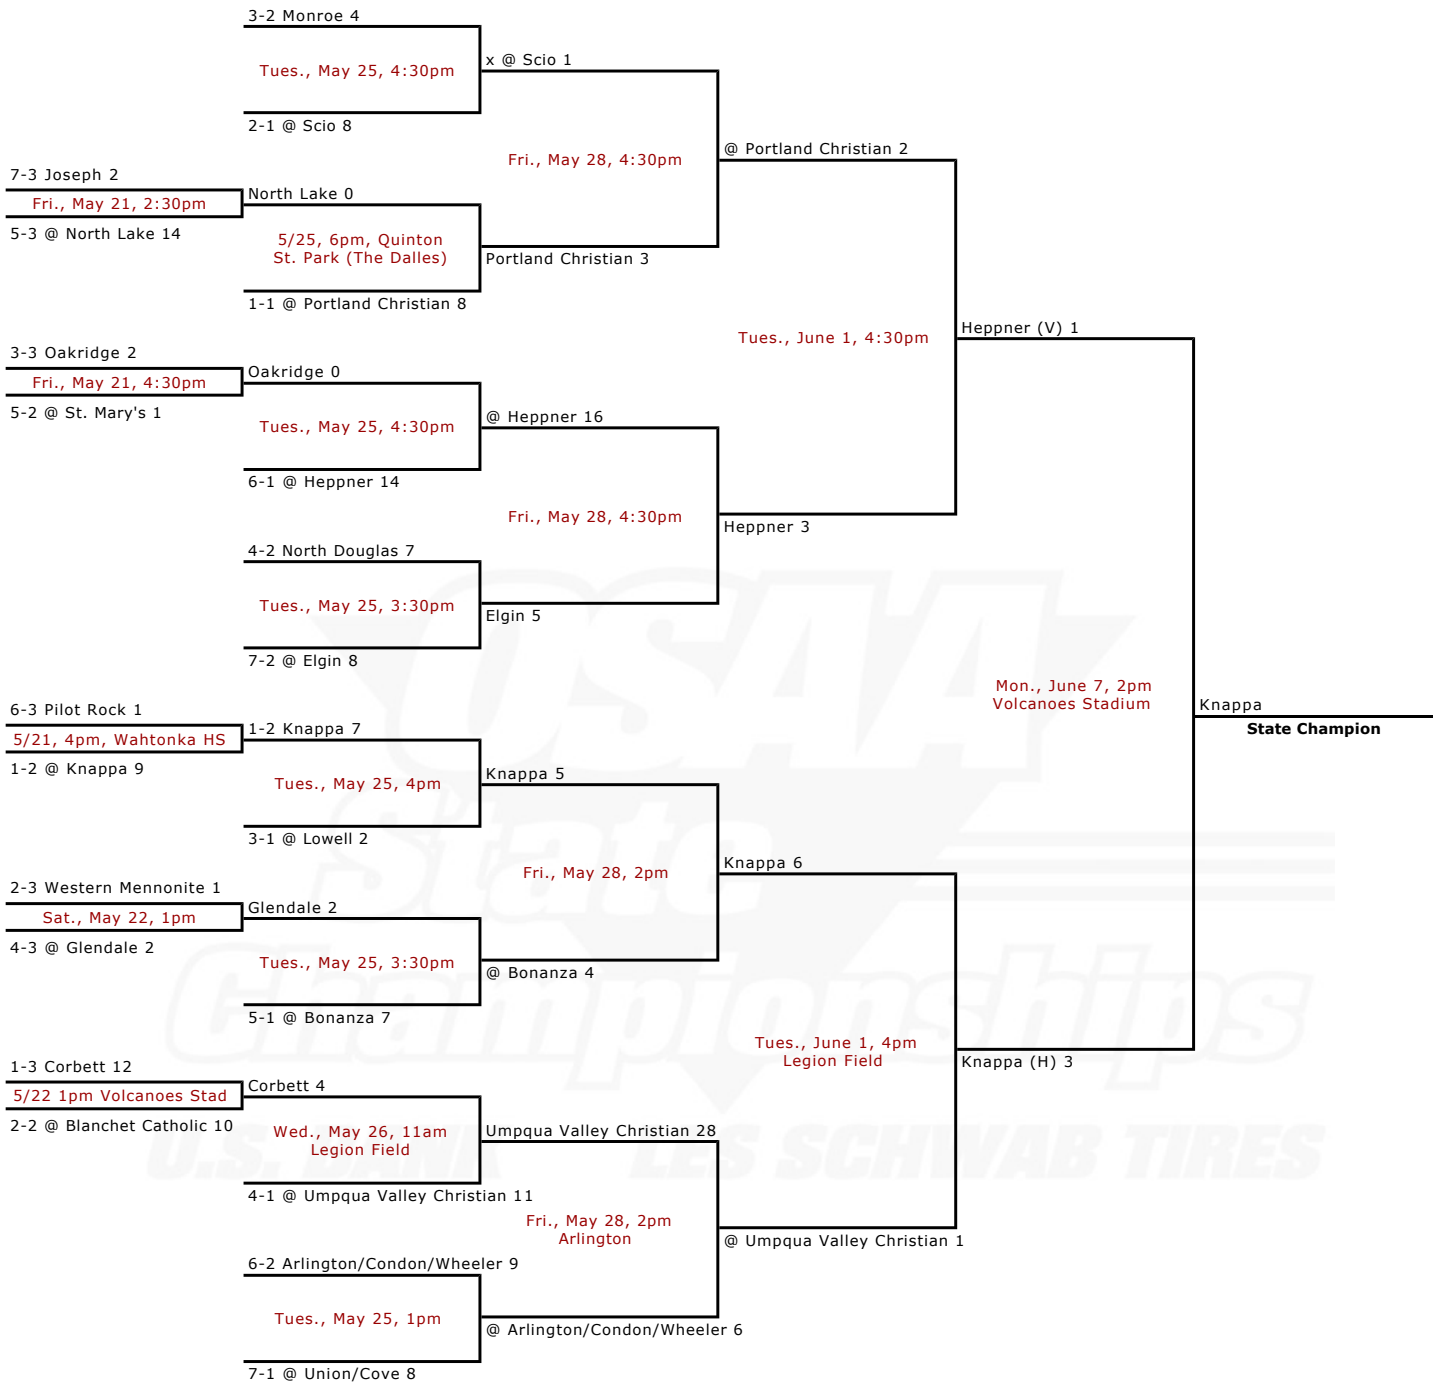 3-2 Monroe 4
Tues., May 25, 4:30pm
x @ Scio 1
2-1 @ Scio 8
Fri., May 28, 4:30pm
@ Portland Christian 2
7-3 Joseph 2
Fri., May 21, 2:30pm
North Lake 0
5-3 @ North Lake 14
5/25, 6pm, Quinton
St. Park (The Dalles)
Portland Christian 3
1-1 @ Portland Christian 8
Tues., June 1, 4:30pm
Heppner (V) 1
3-3 Oakridge 2
Fri., May 21, 4:30pm
Oakridge 0
5-2 @ St. Mary's 1
Tues., May 25, 4:30pm
@ Heppner 16
6-1 @ Heppner 14
Fri., May 28, 4:30pm
Heppner 3
4-2 North Douglas 7
Tues., May 25, 3:30pm
Elgin 5
7-2 @ Elgin 8
Mon., June 7, 2pm
Volcanoes Stadium
Knappa
State Champion
6-3 Pilot Rock 1
5/21, 4pm, Wahtonka HS
1-2 Knappa 7
1-2 @ Knappa 9
Tues., May 25, 4pm
Knappa 5
3-1 @ Lowell 2
Fri., May 28, 2pm
Knappa 6
2-3 Western Mennonite 1
Sat., May 22, 1pm
Glendale 2
4-3 @ Glendale 2
Tues., May 25, 3:30pm
@ Bonanza 4
5-1 @ Bonanza 7
Tues., June 1, 4pm
Legion Field
Knappa (H) 3
1-3 Corbett 12
5/22 1pm Volcanoes Stad
Corbett 4
2-2 @ Blanchet Catholic 10
Wed., May 26, 11am
Legion Field
Umpqua Valley Christian 28
4-1 @ Umpqua Valley Christian 11
Fri., May 28, 2pm
Arlington
@ Umpqua Valley Christian 1
6-2 Arlington/Condon/Wheeler 9
Tues., May 25, 1pm
@ Arlington/Condon/Wheeler 6
7-1 @ Union/Cove 8
OSAA
State
Championships
U.S. BANK LES SCHWAB TIRES